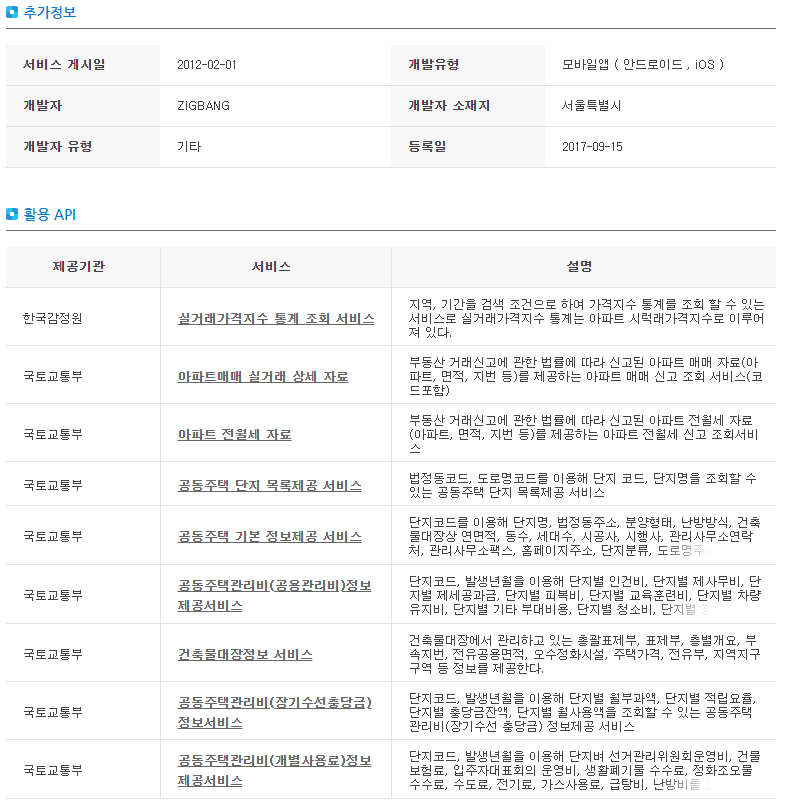 추가정보
서비스 게시일 2012-02-01 개발유형 모바일앱 ( 안드로이드 , iOS )
개발자 ZIGBANG 개발자 소재지 서울특별시
개발자 유형 기타 등록일 2017-09-15
활용 API
제공기관 서비스 설명
한국감정원 실거래가격지수 통계 조회 서비스
지역, 기간을 검색 조건으로 하여 가격지수 통계를 조회 할 수 있는
서비스로 실거래가격지수 통계는 아파트 시럭래가격지수로 이루어
져 있다.
국토교통부 아파트매매 실거래 상세 자료
부동산 거래신고에 관한 법률에 따라 신고된 아파트 매매 자료(아
파트, 면적, 지번 등)를 제공하는 아파트 매매 신고 조회 서비스(코
드포함)
국토교통부 아파트 전월세 자료
부동산 거래신고에 관한 법률에 따라 신고된 아파트 전월세 자료
(아파트, 면적, 지번 등)를 제공하는 아파트 전월세 신고 조회서비
스
국토교통부 공동주택 단지 목록제공 서비스
법정동코드, 도로명코드를 이용해 단지 코드, 단지명을 조회할 수
있는 공동주택 단지 목록제공 서비스
국토교통부 공동주택 기본 정보제공 서비스
단지코드를 이용해 단지명, 법정동주소, 분양형태, 난방방식, 건축
물대장상 연면적, 동수, 세대수, 시공사, 시행사, 관리사무소연락
처, 관리사무소팩스, 홈페이지주소, 단지분류, 도로명주
국토교통부 공동주택관리비(공용관리비)정보
제공서비스
단지코드, 발생년월을 이용해 단지별 인건비, 단지별 제사무비, 단
지별 제세공과금, 단지별 피복비, 단지별 교육훈련비, 단지별 차량
유지비, 단지별 기타 부대비용, 단지별 청소비, 단지별
국토교통부 건축물대장정보 서비스
건축물대장에서 관리하고 있는 총괄표제부, 표제부, 층별개요, 부
속지번, 전유공용면적, 오수정화시설, 주택가격, 전유부, 지역지구
구역 등 정보를 제공한다.
국토교통부 공동주택관리비(장기수선충당금)
정보서비스
단지코드, 발생년월을 이용해 단지별 월부과액, 단지별 적립요율,
단지별 충당금잔액, 단지별 월사용액을 조회할 수 있는 공동주택
관리비(장기수선 충당금) 정보제공 서비스
국토교통부 공동주택관리비(개별사용료)정보
제공서비스
단지코드, 발생년월을 이용해 단지벼 선거관리위원회운영비, 건물
보험료, 입주자대표회의 운영비, 생활폐기물 수수료, 정화조오물
수수료, 수도료, 전기료, 가스사용료, 급탕비, 난방비를